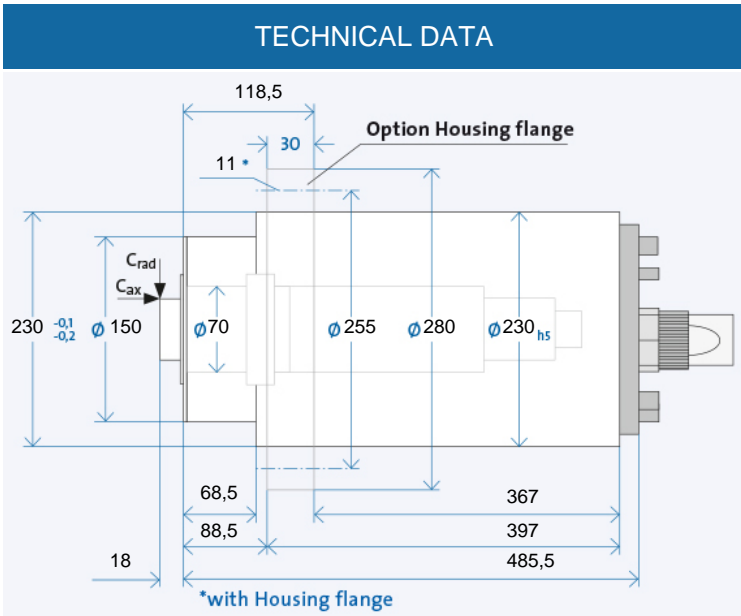 TECHNICAL DATA
118,5
Option Housing flange
30
11 *
Crad
Cax
230 -0,1 -0,2
ϕ 150
ϕ 70
ϕ 255
ϕ 280
ϕ 230 h5
68,5
367
88,5
397
18
485,5
*with Housing flange